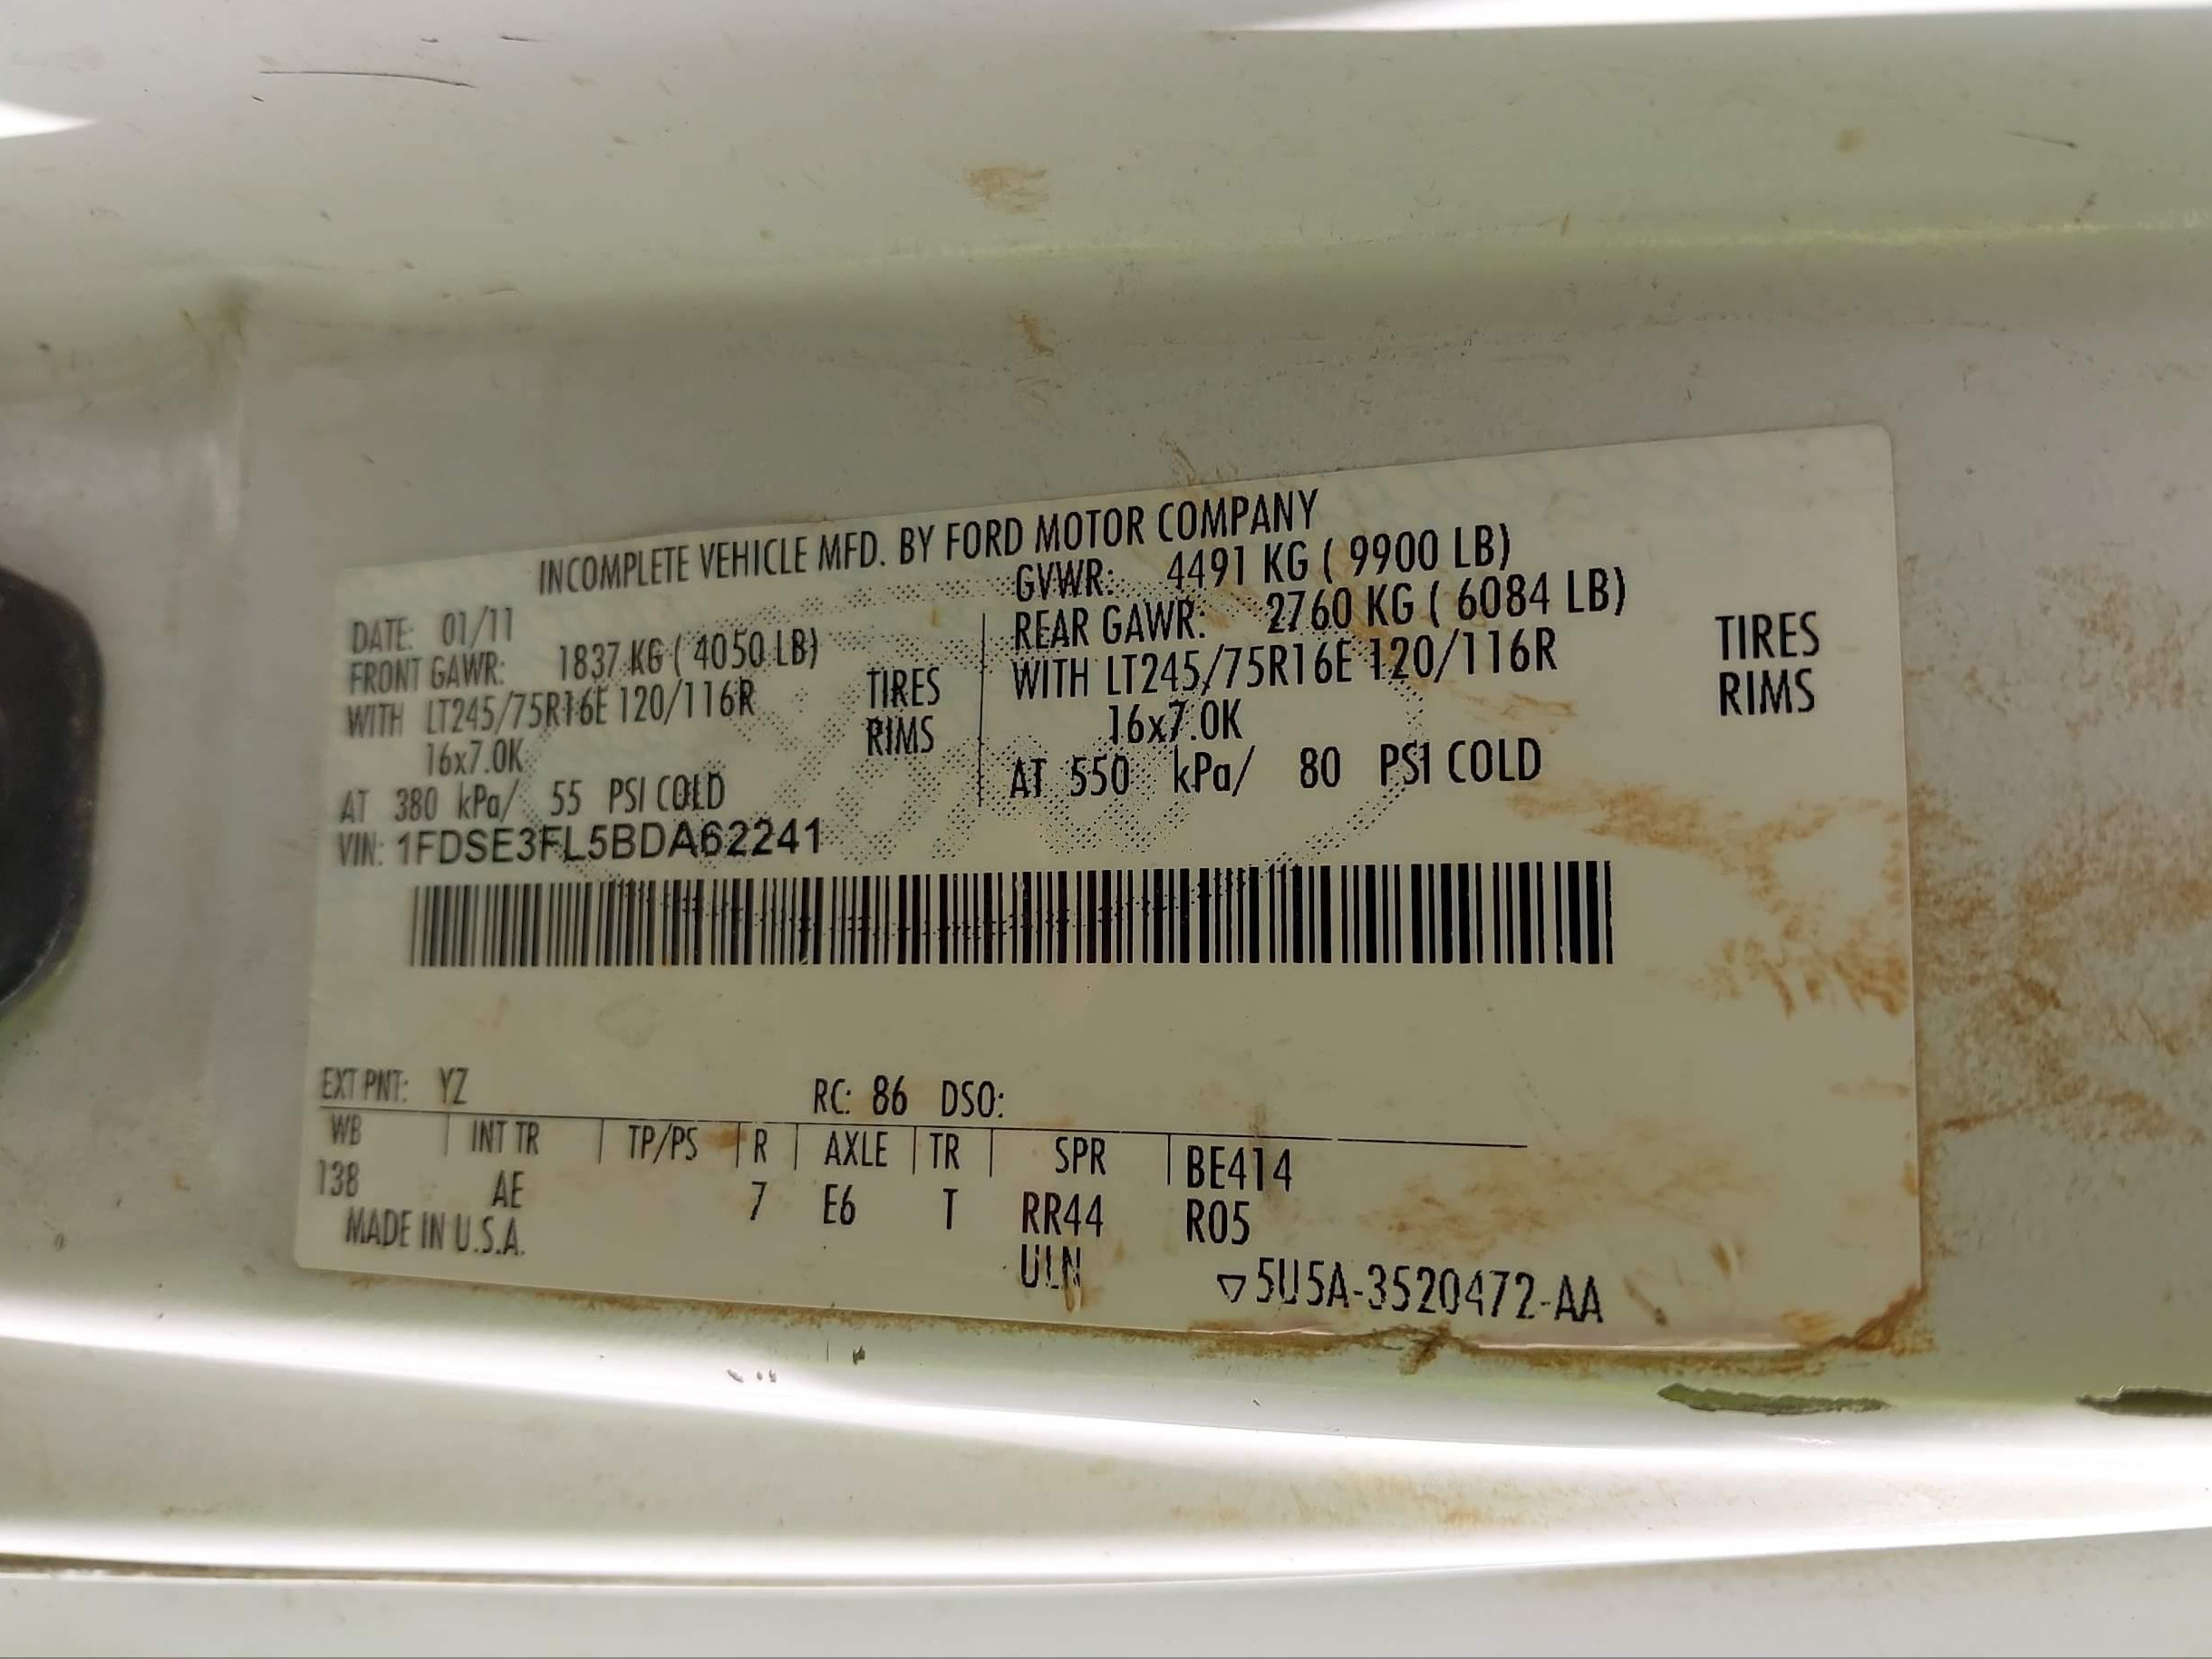 INCOMPLETE VEHICLE MFD. BY FORD MOTOR COMPANY
DATE: 01/11 GVWR: 4491 KG ( 9900 LB)
FRONT GAWR: 1837 KG ( 4050 LB) REAR GAWR: 2760 KG ( 6084 LB)
WITH LT245/75R16E 120/116R TIRES WITH LT245/75R16E 120/116R TIRES
16x7.0K RIMS 16x7.0K RIMS
AT 380 kPa/ 55 PSI COLD AT 550 kPa/ 80 PSI COLD
VIN: 1FDSE3FL5BDA62241
EXT PNT: YZ RC: 86 DSO:
WB INT TR TP/PS R AXLE TR SPR BE414
138 AE 7 E6 T RR44 R05
MADE IN U.S.A. ULN ▽5U5A-3520472-AA